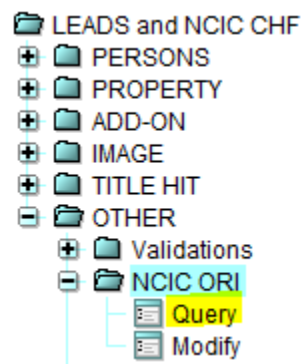 LEADS and NCIC CHF
PERSONS
PROPERTY
ADD-ON
IMAGE
TITLE HIT
OTHER
Validations
NCIC ORI
Query
Modify